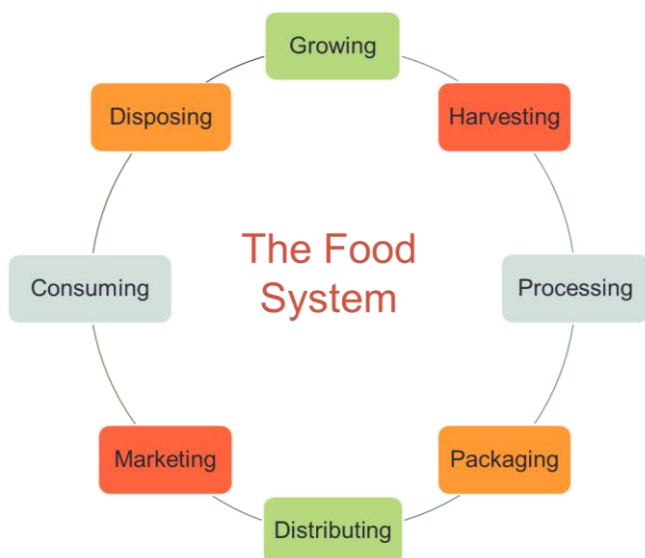 Growing
Harvesting
Processing
Packaging
Distributing
Marketing
Consuming
Disposing
The Food
System